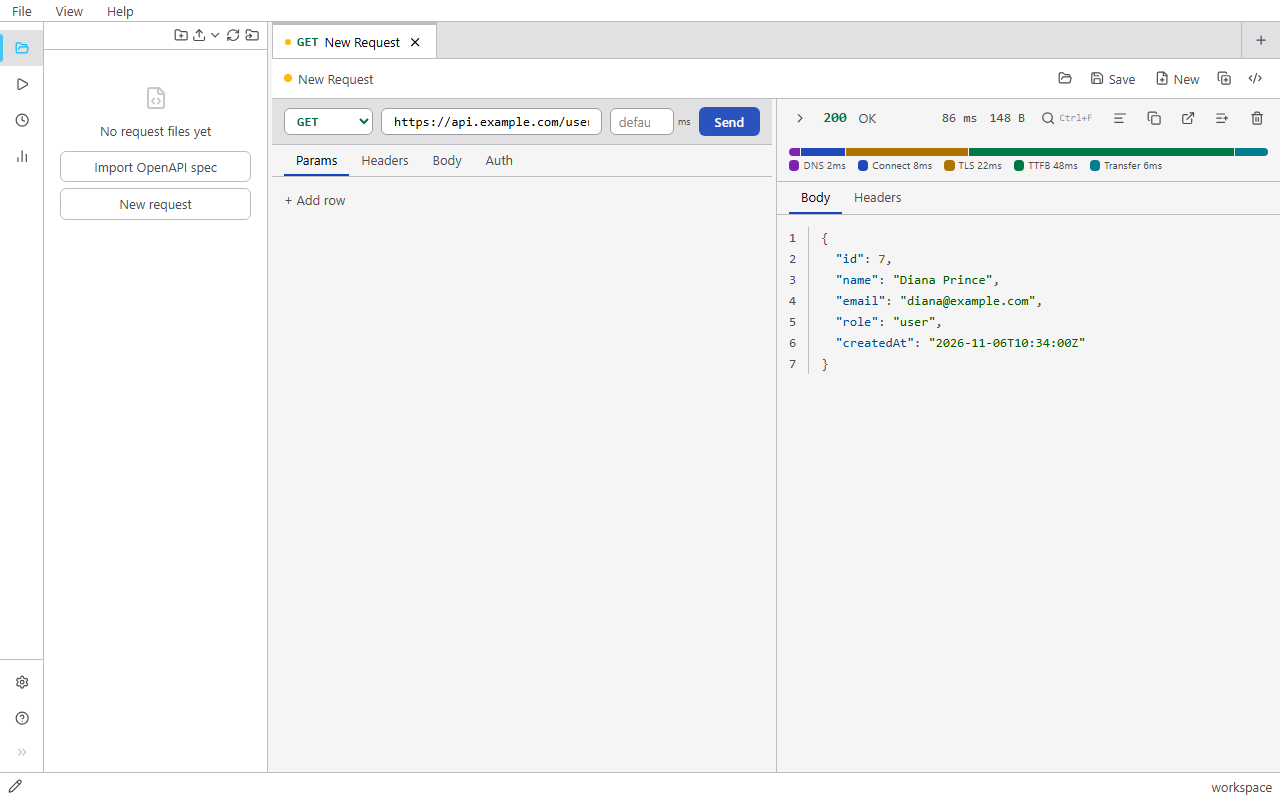 File View Help
GET New Request
New Request
Save New
No request files yet
Import OpenAPI spec
New request
GET https://api.example.com/use defau ms Send
Params Headers Body Auth
+ Add row
200 OK 86 ms 148 B Ctrl+F
DNS 2ms Connect 8ms TLS 22ms TTFB 48ms Transfer 6ms
Body Headers
1 {
2 "id": 7,
3 "name": "Diana Prince",
4 "email": "diana@example.com",
5 "role": "user",
6 "createdAt": "2026-11-06T10:34:00Z"
7 }
workspace